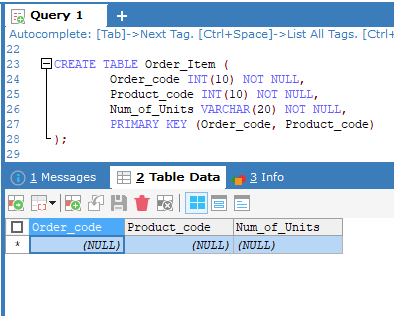 Query 1
+
Autocomplete: [Tab]->Next Tag. [Ctrl+Space]->List All Tags. [Ctrl+
22
23 CREATE TABLE Order_Item (
24 Order_code INT(10) NOT NULL,
25 Product_code INT(10) NOT NULL,
26 Num_of_Units VARCHAR(20) NOT NULL,
27 PRIMARY KEY (Order_code, Product_code)
28 );
29
1 Messages 2 Table Data 3 Info
Order_code Product_code Num_of_Units
* (NULL) (NULL) (NULL)